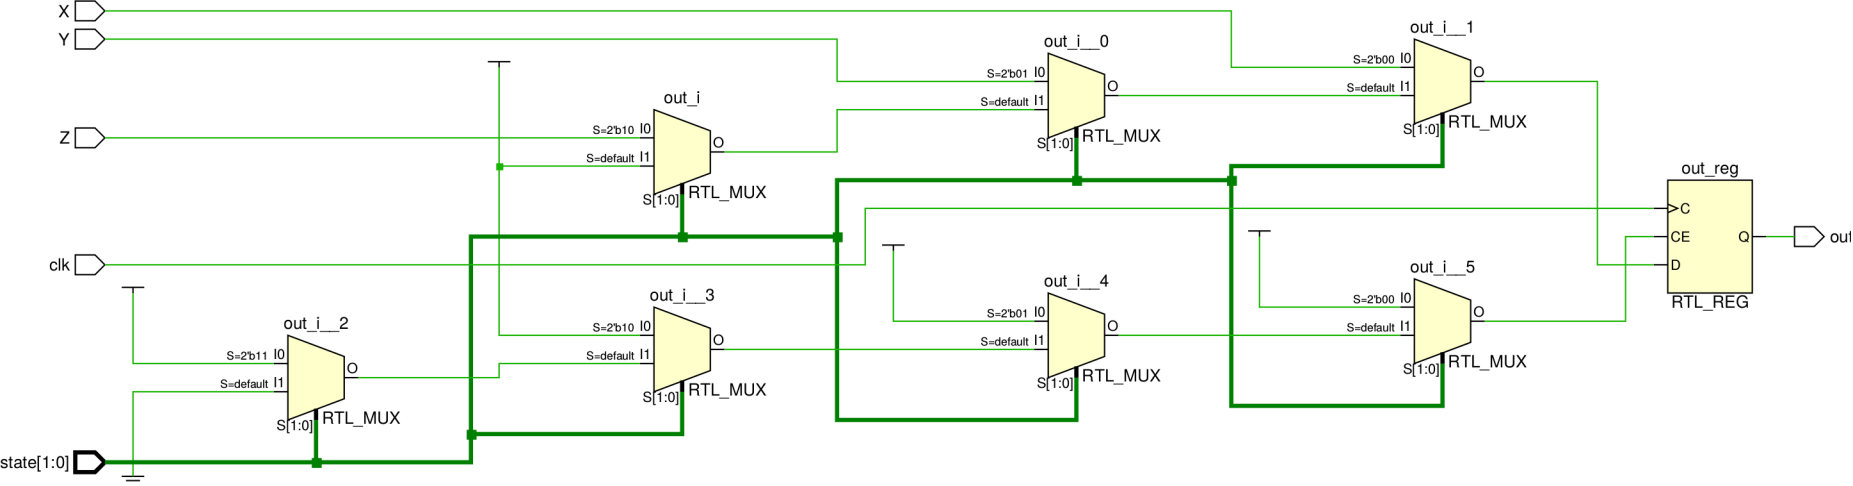 X
Y
Z
clk
state[1:0]
out_i__2
S=2'b11 I0
S=default I1
O
S[1:0]
RTL_MUX
out_i
S=2'b10 I0
S=default I1
O
S[1:0]
RTL_MUX
out_i__3
S=2'b10 I0
S=default I1
O
S[1:0]
RTL_MUX
out_i__0
S=2'b01 I0
S=default I1
O
S[1:0]
RTL_MUX
out_i__4
S=2'b01 I0
S=default I1
O
S[1:0]
RTL_MUX
out_i__1
S=2'b00 I0
S=default I1
O
S[1:0]
RTL_MUX
out_i__5
S=2'b00 I0
S=default I1
O
S[1:0]
RTL_MUX
out_reg
C
CE
Q
D
RTL_REG
out